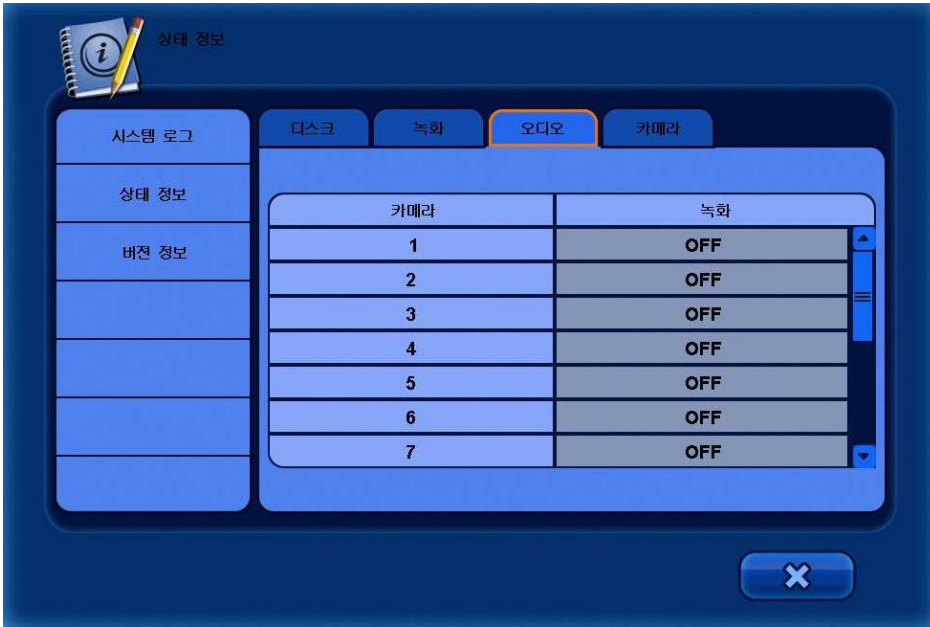 상태 정보
시스템 로그
상태 정보
버젼 정보
디스크 녹화 오디오 카메라
카메라 녹화
1 OFF
2 OFF
3 OFF
4 OFF
5 OFF
6 OFF
7 OFF